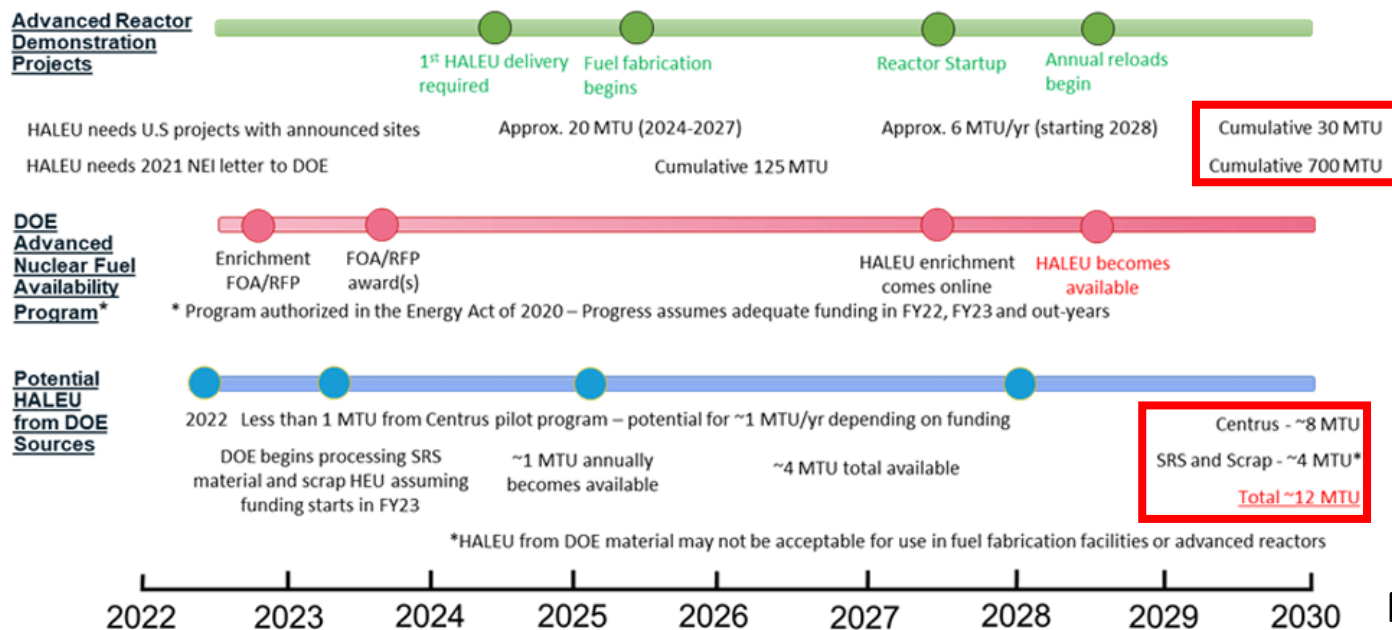 Advanced Reactor
Demonstration
Projects
1st HALEU delivery
required
Fuel fabrication
begins
Reactor Startup
Annual reloads
begin
HALEU needs U.S projects with announced sites
Approx. 20 MTU (2024-2027)
Approx. 6 MTU/yr (starting 2028)
Cumulative 30 MTU
HALEU needs 2021 NEI letter to DOE
Cumulative 125 MTU
Cumulative 700 MTU
DOE
Advanced
Nuclear Fuel
Availability
Program*
Enrichment
FOA/RFP
FOA/RFP
award(s)
HALEU enrichment
comes online
HALEU becomes
available
* Program authorized in the Energy Act of 2020 – Progress assumes adequate funding in FY22, FY23 and out-years
Potential
HALEU
from DOE
Sources
2022 Less than 1 MTU from Centrus pilot program – potential for ~1 MTU/yr depending on funding
Centrus - ~8 MTU
DOE begins processing SRS
material and scrap HEU assuming
funding starts in FY23
~1 MTU annually
becomes available
~4 MTU total available
SRS and Scrap - ~4 MTU*
Total ~12 MTU
*HALEU from DOE material may not be acceptable for use in fuel fabrication facilities or advanced reactors
2022 2023 2024 2025 2026 2027 2028 2029 2030